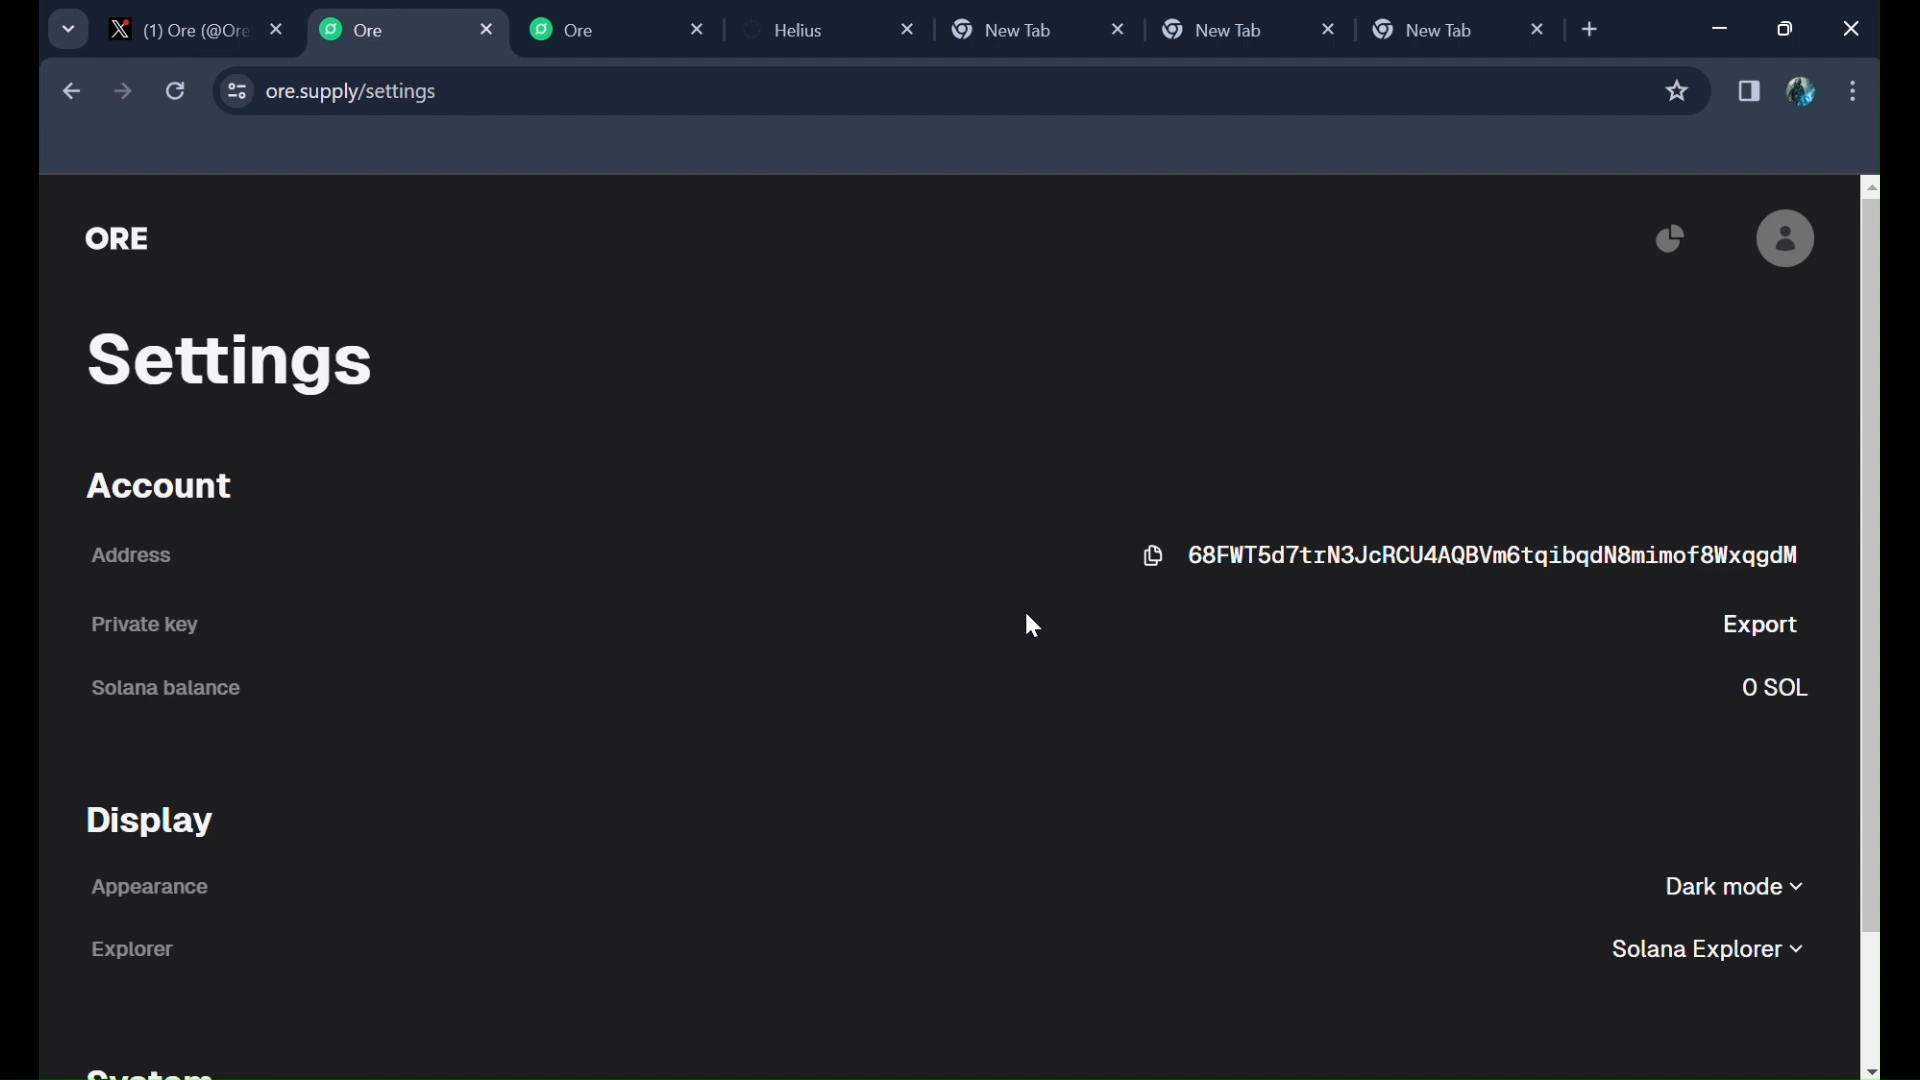 (1) Ore (@Ore
Ore
Ore
Helius
New Tab
New Tab
New Tab
ore.supply/settings
ORE
Settings
Account
Address 68FWT5d7trN3JcRCU4AQBVm6tqibqdN8mimof8WxqgdM
Private key Export
Solana balance 0 SOL
Display
Appearance Dark mode
Explorer Solana Explorer
System